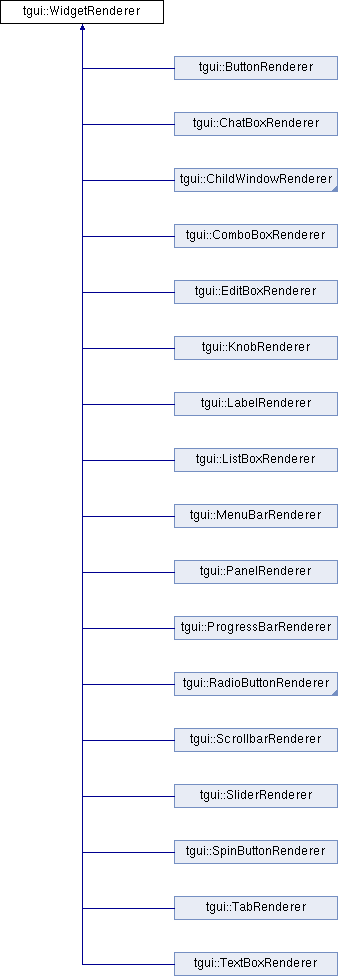 tgui::WidgetRenderer
tgui::ButtonRenderer
tgui::ChatBoxRenderer
tgui::ChildWindowRenderer
tgui::ComboBoxRenderer
tgui::EditBoxRenderer
tgui::KnobRenderer
tgui::LabelRenderer
tgui::ListBoxRenderer
tgui::MenuBarRenderer
tgui::PanelRenderer
tgui::ProgressBarRenderer
tgui::RadioButtonRenderer
tgui::ScrollbarRenderer
tgui::SliderRenderer
tgui::SpinButtonRenderer
tgui::TabRenderer
tgui::TextBoxRenderer